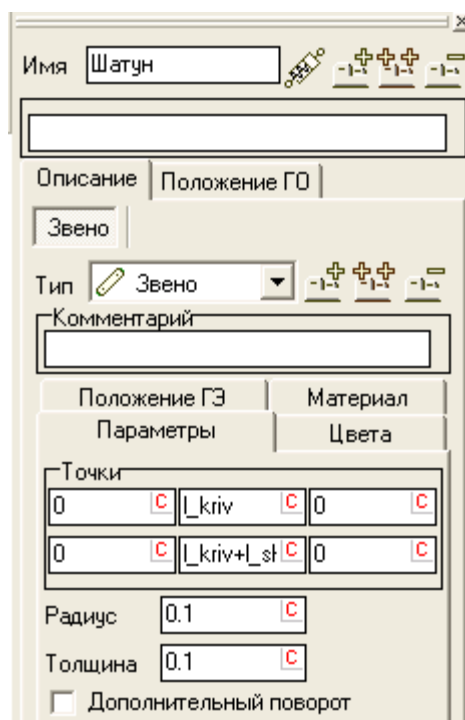 Имя Шатун
Описание Положение ГО
Звено
Тип Звено
Комментарий
Положение ГЭ Материал
Параметры Цвета
Точки
0 C l_kriv C 0 C
0 C l_kriv+l_sh C 0 C
Радиус 0.1 C
Толщина 0.1 C
Дополнительный поворот